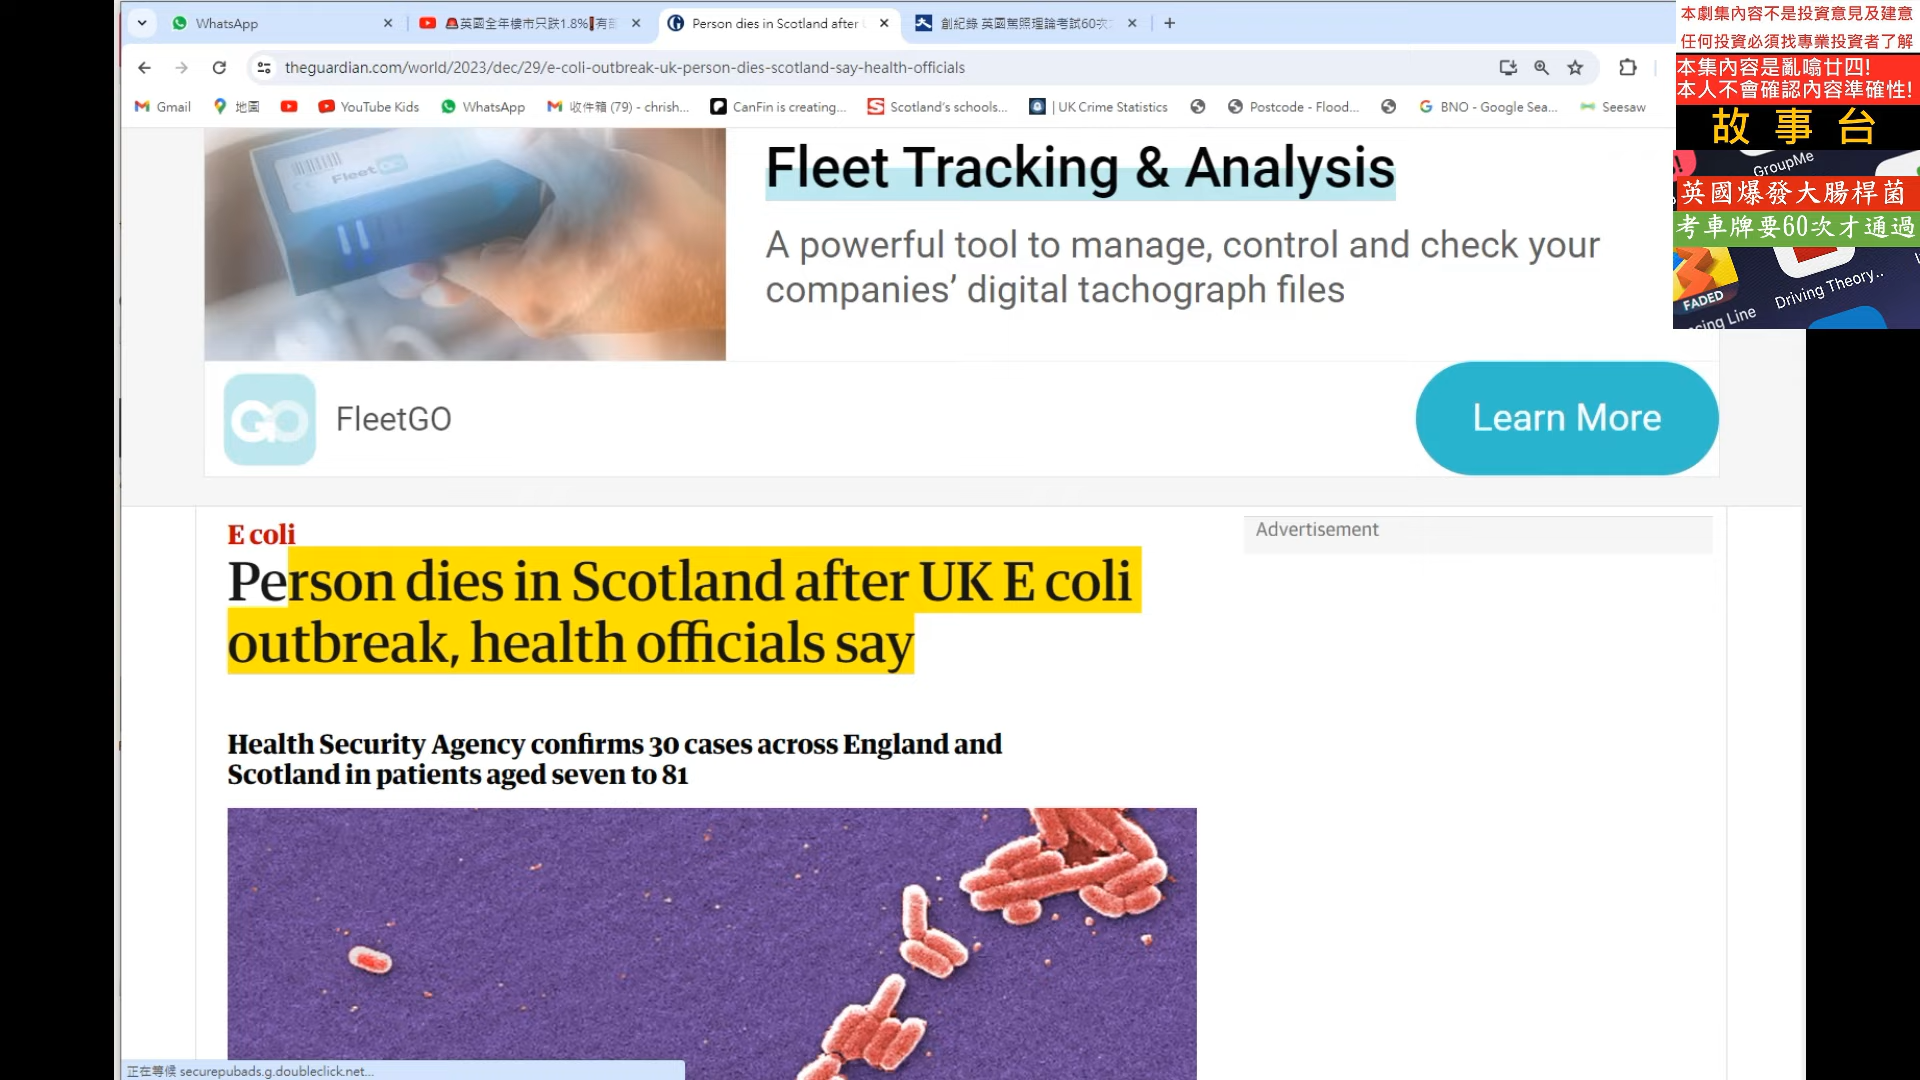 WhatsApp
🚨英國全年樓市只跌1.8%❗有部
Person dies in Scotland after U
創紀錄 英國駕照理論考試60次才
theguardian.com/world/2023/dec/29/e-coli-outbreak-uk-person-dies-scotland-say-health-officials
Gmail
地圖
YouTube Kids
WhatsApp
收件箱 (79) - chrish...
CanFin is creating...
Scotland's schools...
| UK Crime Statistics
Postcode - Flood...
BNO - Google Sea...
Seesaw
本劇集內容不是投資意見及建意
任何投資必須找專業投資者了解
本集內容是亂噏廿四!
本人不會確認內容準確性!
故事台
GroupMe
英國爆發大腸桿菌
考車牌要60次才通過
FADED
Driving Theory..
sing Line
FleetGO
Fleet Tracking & Analysis
A powerful tool to manage, control and check your
companies' digital tachograph files
GO
FleetGO
Learn More
E coli
Advertisement
Person dies in Scotland after UK E coli
outbreak, health officials say
Health Security Agency confirms 30 cases across England and
Scotland in patients aged seven to 81
正在等候 securepubads.g.doubleclick.net...